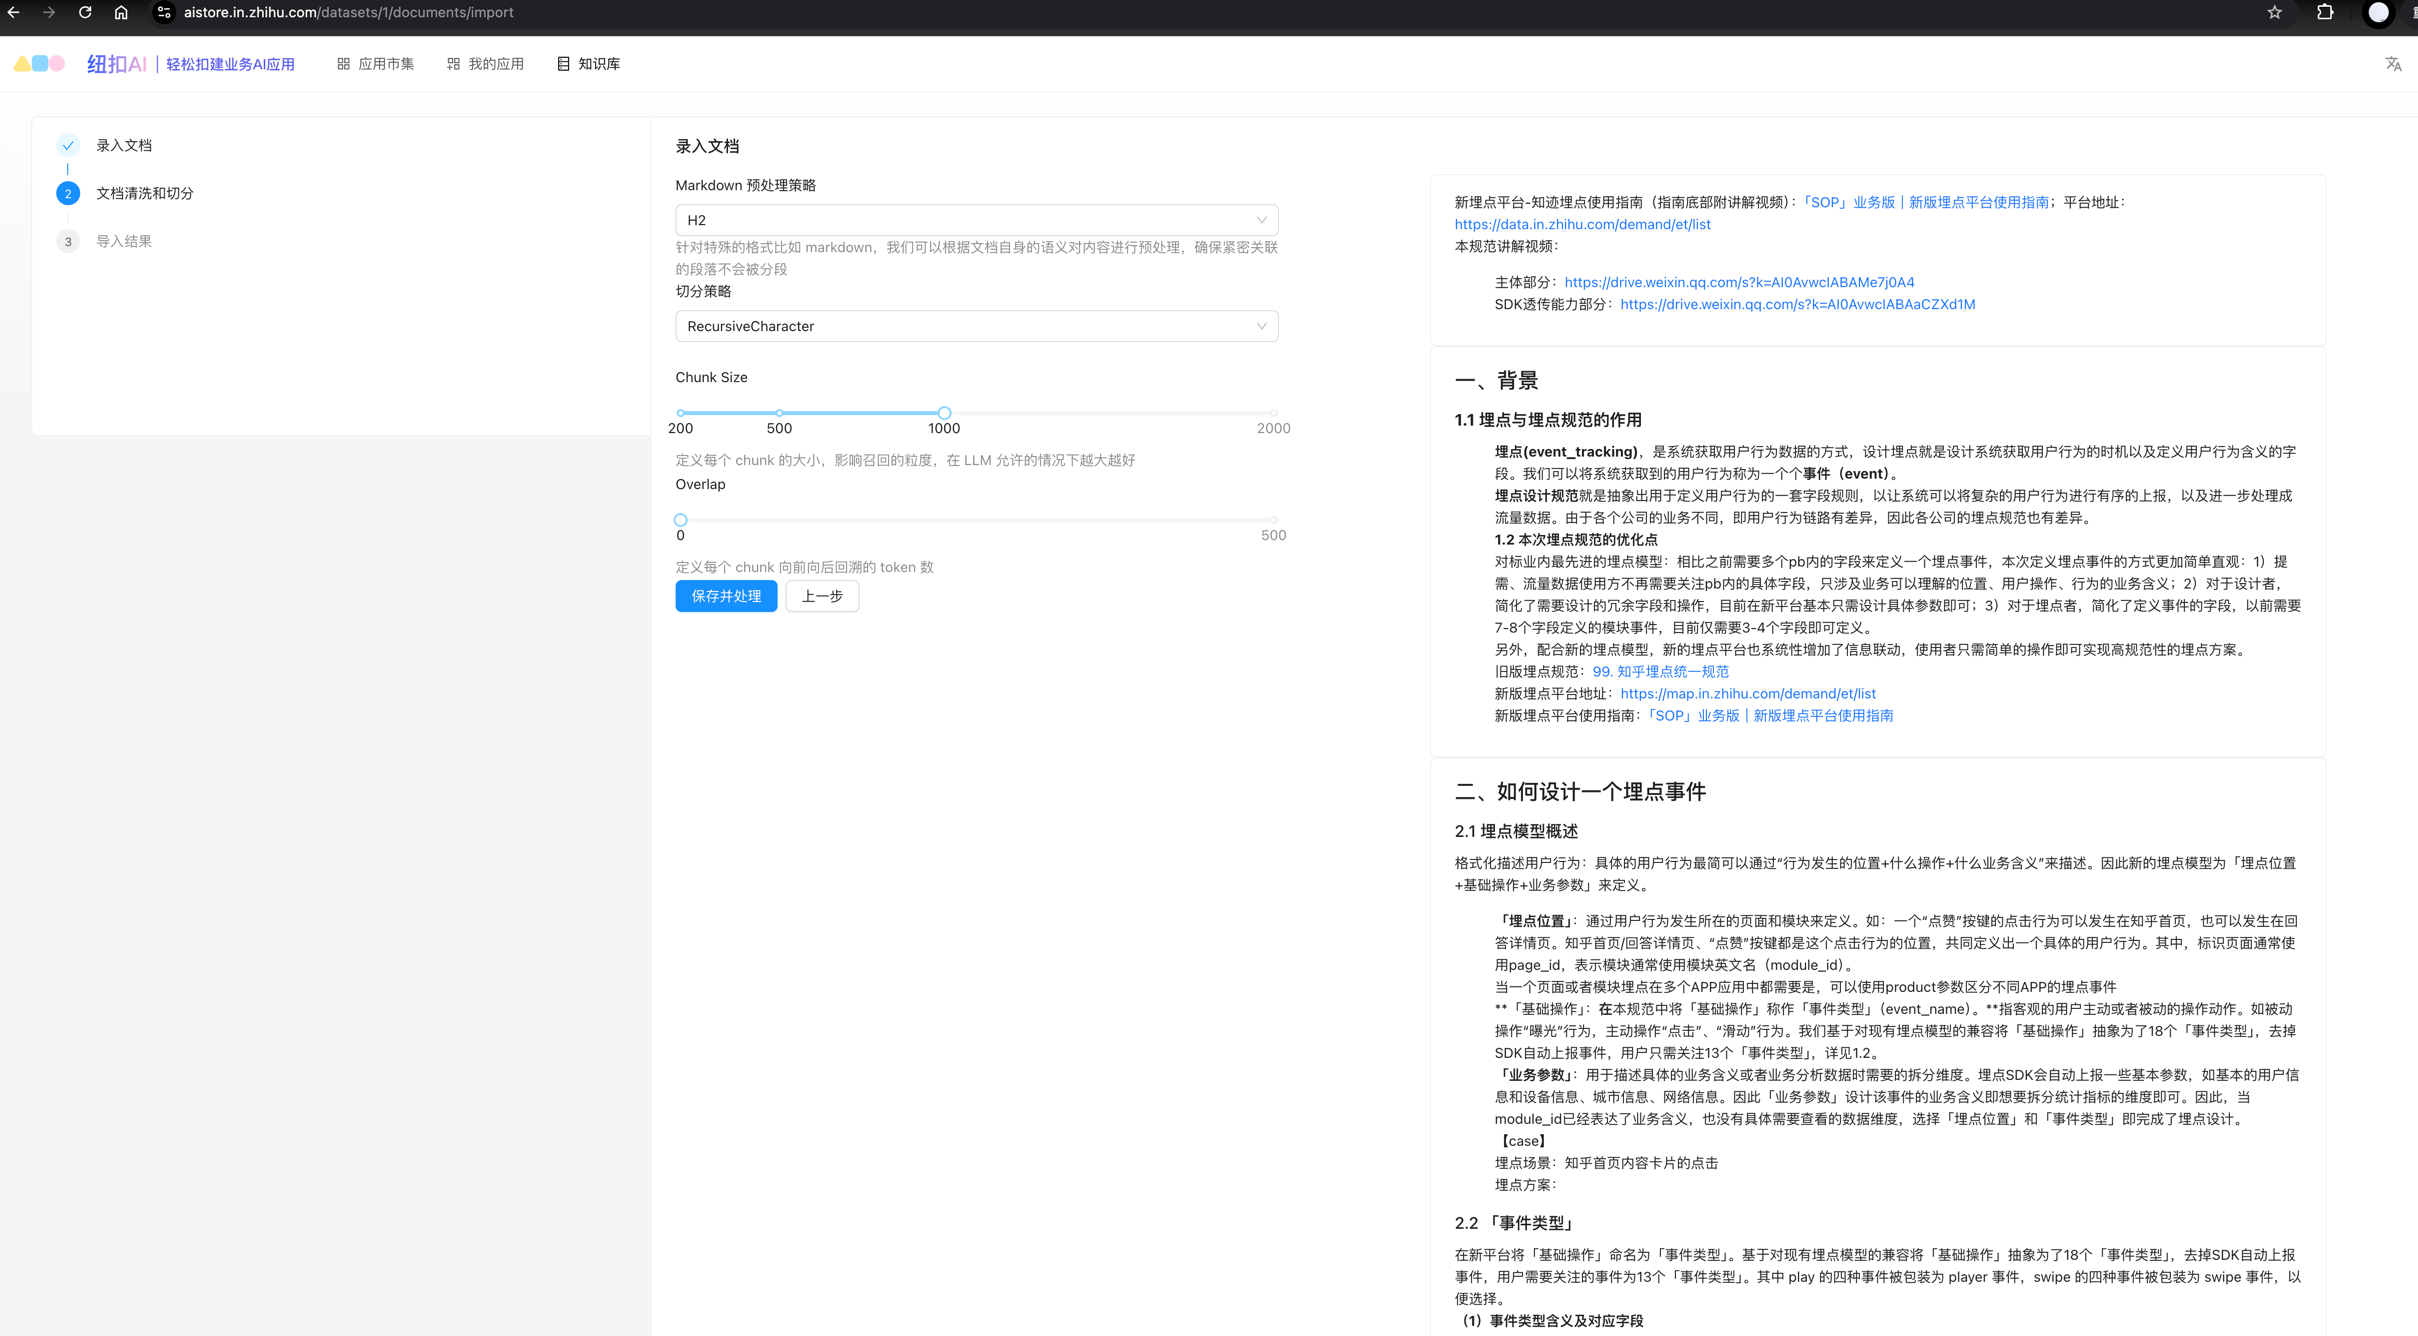 aistore.in.zhihu.com/datasets/1/documents/import
纽扣AI | 轻松扣建业务AI应用
应用市集
我的应用
知识库
录入文档
2 文档清洗和切分
3 导入结果
录入文档
Markdown 预处理策略
H2
针对特殊的格式比如 markdown，我们可以根据文档自身的语义对内容进行预处理，确保紧密关联
的段落不会被分段
切分策略
RecursiveCharacter
Chunk Size
200 500 1000 2000
定义每个 chunk 的大小，影响召回的粒度，在 LLM 允许的情况下越大越好
Overlap
0 500
定义每个 chunk 向前向后回溯的 token 数
保存并处理 上一步
新埋点平台-知迹埋点使用指南（指南底部附讲解视频）：「SOP」业务版｜新版埋点平台使用指南；平台地址：
https://data.in.zhihu.com/demand/et/list
本规范讲解视频：
主体部分：https://drive.weixin.qq.com/s?k=AI0AvwcIABAMe7j0A4
SDK透传能力部分：https://drive.weixin.qq.com/s?k=AI0AvwcIABAaCZXd1M
一、背景
1.1 埋点与埋点规范的作用
埋点(event_tracking)，是系统获取用户行为数据的方式，设计埋点就是设计系统获取用户行为的时机以及定义用户行为含义的字
段。我们可以将系统获取到的用户行为称为一个个事件（event）。
埋点设计规范就是抽象出用于定义用户行为的一套字段规则，以让系统可以将复杂的用户行为进行有序的上报，以及进一步处理成
流量数据。由于各个公司的业务不同，即用户行为链路有差异，因此各公司的埋点规范也有差异。
1.2 本次埋点规范的优化点
对标业内最先进的埋点模型：相比之前需要多个pb内的字段来定义一个埋点事件，本次定义埋点事件的方式更加简单直观：1）提
需、流量数据使用方不再需要关注pb内的具体字段，只涉及业务可以理解的位置、用户操作、行为的业务含义；2）对于设计者，
简化了需要设计的冗余字段和操作，目前在新平台基本只需设计具体参数即可；3）对于埋点者，简化了定义事件的字段，以前需要
7-8个字段定义的模块事件，目前仅需要3-4个字段即可定义。
另外，配合新的埋点模型，新的埋点平台也系统性增加了信息联动，使用者只需简单的操作即可实现高规范性的埋点方案。
旧版埋点规范：99. 知乎埋点统一规范
新版埋点平台地址：https://map.in.zhihu.com/demand/et/list
新版埋点平台使用指南：「SOP」业务版｜新版埋点平台使用指南
二、如何设计一个埋点事件
2.1 埋点模型概述
格式化描述用户行为：具体的用户行为最简可以通过“行为发生的位置+什么操作+什么业务含义”来描述。因此新的埋点模型为「埋点位置
+基础操作+业务参数」来定义。
「埋点位置」：通过用户行为发生所在的页面和模块来定义。如：一个“点赞”按键的点击行为可以发生在知乎首页，也可以发生在回
答详情页。知乎首页/回答详情页、“点赞”按键都是这个点击行为的位置，共同定义出一个具体的用户行为。其中，标识页面通常使
用page_id，表示模块通常使用模块英文名（module_id）。
当一个页面或者模块埋点在多个APP应用中都需要是，可以使用product参数区分不同APP的埋点事件
**「基础操作」：在本规范中将「基础操作」称作「事件类型」（event_name）。**指客观的用户主动或者被动的操作动作。如被动
操作“曝光”行为，主动操作“点击”、“滑动”行为。我们基于对现有埋点模型的兼容将「基础操作」抽象为了18个「事件类型」，去掉
SDK自动上报事件，用户只需关注13个「事件类型」，详见1.2。
「业务参数」：用于描述具体的业务含义或者业务分析数据时需要的拆分维度。埋点SDK会自动上报一些基本参数，如基本的用户信
息和设备信息、城市信息、网络信息。因此「业务参数」设计该事件的业务含义即想要拆分统计指标的维度即可。因此，当
module_id已经表达了业务含义，也没有具体需要查看的数据维度，选择「埋点位置」和「事件类型」即完成了埋点设计。
【case】
埋点场景：知乎首页内容卡片的点击
埋点方案：
2.2 「事件类型」
在新平台将「基础操作」命名为「事件类型」。基于对现有埋点模型的兼容将「基础操作」抽象为了18个「事件类型」，去掉SDK自动上报
事件，用户需要关注的事件为13个「事件类型」。其中 play 的四种事件被包装为 player 事件，swipe 的四种事件被包装为 swipe 事件，以
便选择。
（1）事件类型含义及对应字段